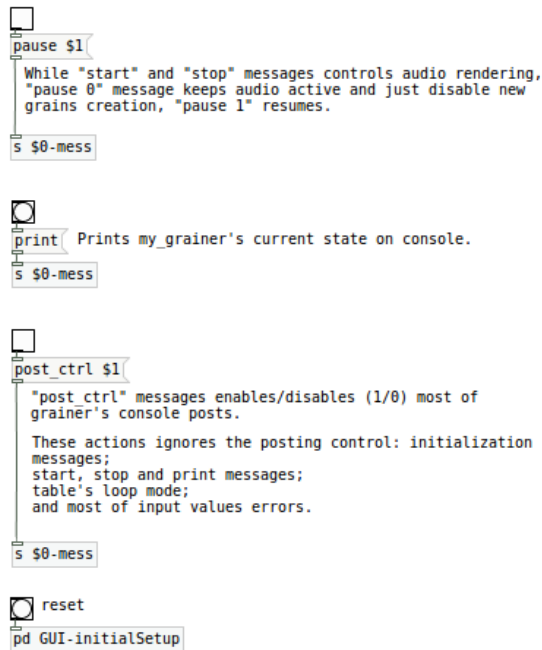 pause $1
While "start" and "stop" messages controls audio rendering,
"pause 0" message keeps audio active and just disable new
grains creation, "pause 1" resumes.
s $0-mess
print
Prints my_grainer's current state on console.
s $0-mess
post_ctrl $1
"post_ctrl" messages enables/disables (1/0) most of
grainer's console posts.
These actions ignores the posting control: initialization
messages;
start, stop and print messages;
table's loop mode;
and most of input values errors.
s $0-mess
reset
pd GUI-initialSetup